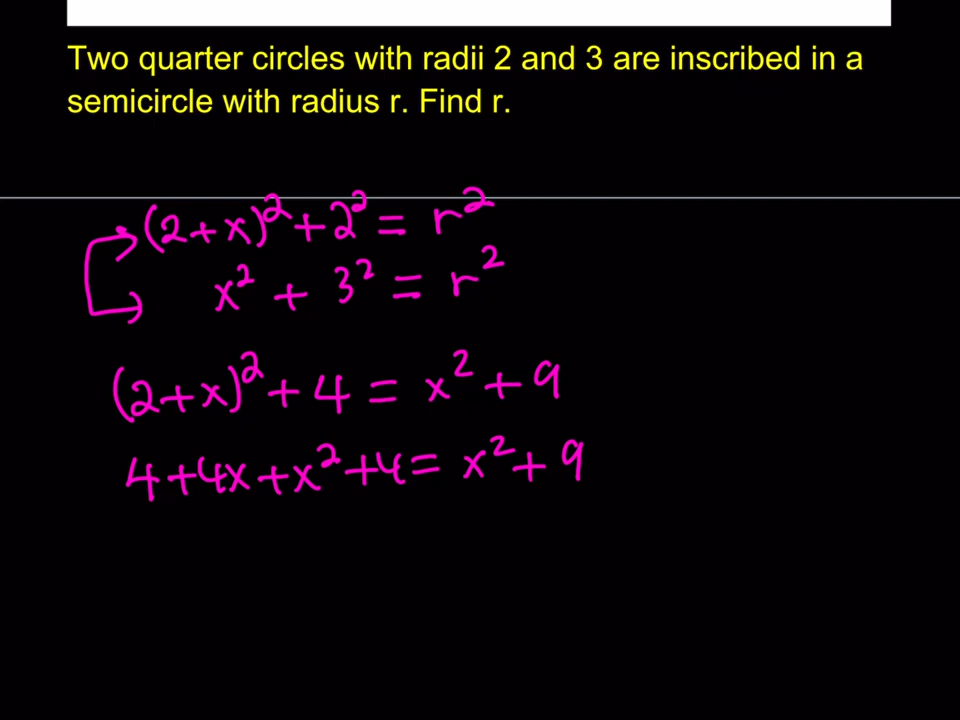 Two quarter circles with radii 2 and 3 are inscribed in a
semicircle with radius r. Find r.
(2+x)²+2² = r²
x² + 3² = r²
(2+x)²+4 = x²+9
4+4x+x²+4 = x²+9